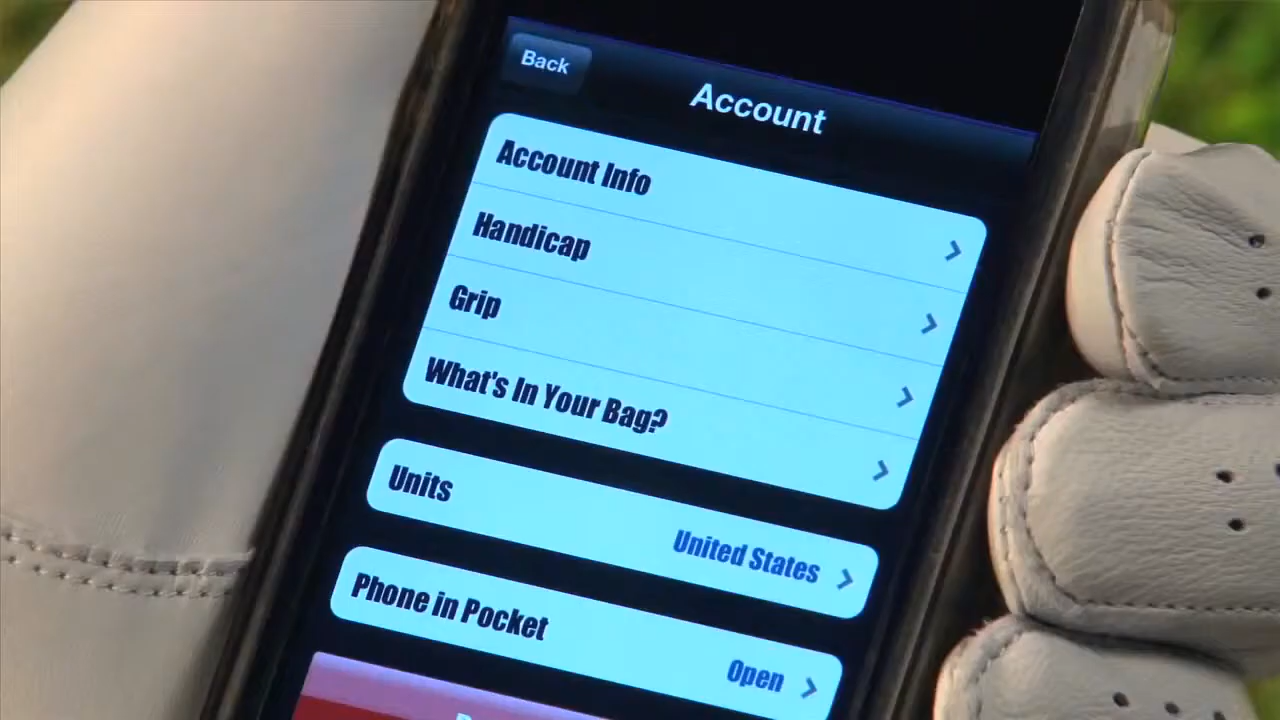 Back
Account
Account Info
Handicap
Grip
What's In Your Bag?
Units
United States
Phone in Pocket
Open